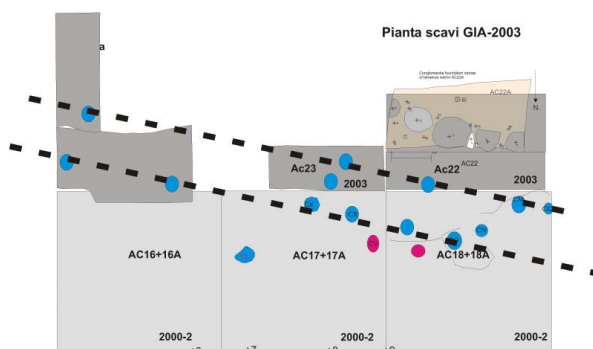 Pianta scavi GIA-2003
a
Conglomerate foundation stones
AC22A
N
Ac23
2003
Ac22
AC22
2003
AC16+16A
AC17+17A
AC18+18A
2000-2
2000-2
2000-2